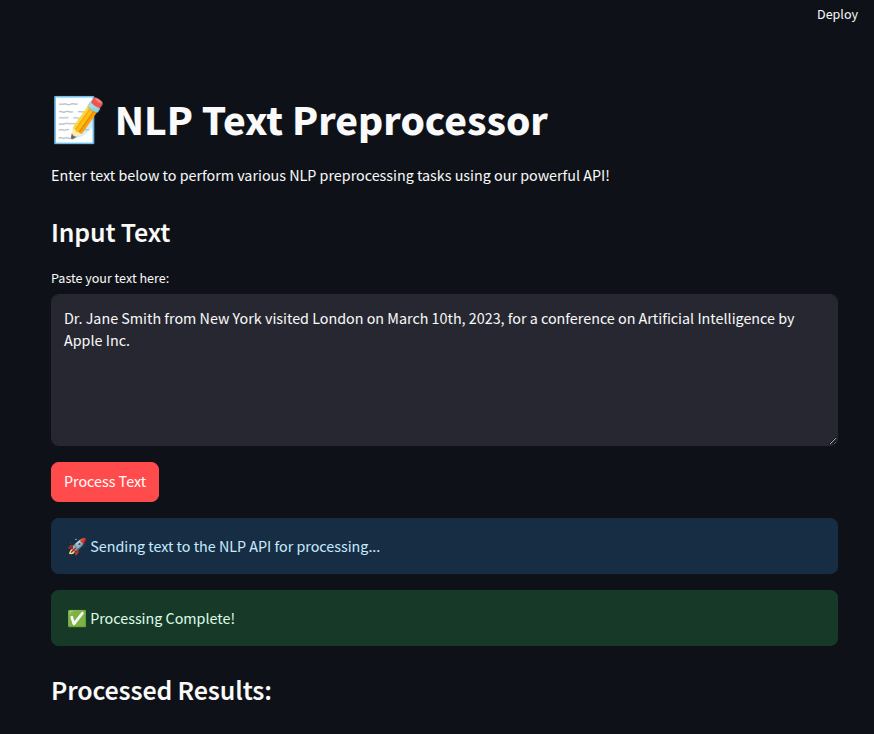 Deploy
📝 NLP Text Preprocessor
Enter text below to perform various NLP preprocessing tasks using our powerful API!
Input Text
Paste your text here:
Dr. Jane Smith from New York visited London on March 10th, 2023, for a conference on Artificial Intelligence by
Apple Inc.
Process Text
🚀 Sending text to the NLP API for processing...
✅ Processing Complete!
Processed Results: